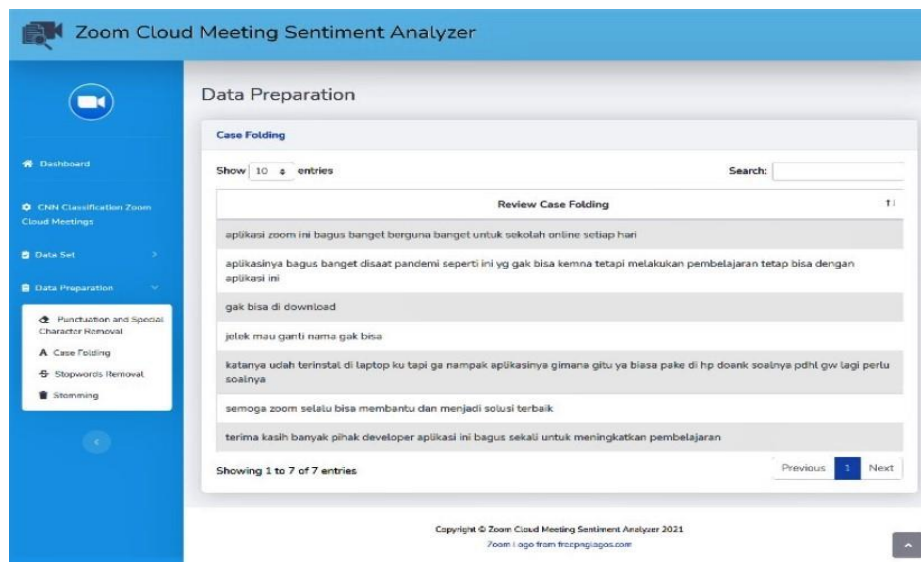 Zoom Cloud Meeting Sentiment Analyzer
Dashboard
CNN Classification Zoom
Cloud Meetings
Data Set
Data Preparation
Punctuation and Special
Character Removal
A Case Folding
Stopwords Removal
Stemming
Data Preparation
Case Folding
Show 10 entries
Search:
Review Case Folding
aplikasi zoom ini bagus banget berguna banget untuk sekolah online setiap hari
aplikasinya bagus banget disaat pandemi seperti ini yg gak bisa kemna tetapi melakukan pembelajaran tetap bisa dengan
aplikasi ini
gak bisa di download
jelek mau ganti nama gak bisa
katanya udah terinstal di laptop ku tapi ga nampak aplikasinya gimana gitu ya biasa pake di hp doank soalnya pdhl gw lagi perlu
soalnya
semoga zoom selalu bisa membantu dan menjadi solusi terbaik
terima kasih banyak pihak developer aplikasi ini bagus sekali untuk meningkatkan pembelajaran
Showing 1 to 7 of 7 entries
Previous 1 Next
Copyright © Zoom Cloud Meeting Sentiment Analyzer 2021
Zoom Logo from freepnglogos.com